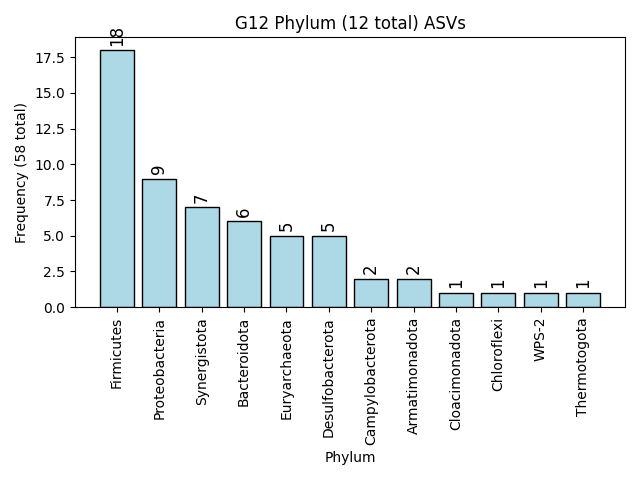 G12 Phylum (12 total) ASVs
Frequency (58 total)
17.5
15.0
12.5
10.0
7.5
5.0
2.5
0.0
18
9
7
6
5
5
2
2
1
1
1
1
Firmicutes
Proteobacteria
Synergistota
Bacteroidota
Euryarchaeota
Desulfobacterota
Campylobacterota
Armatimonadota
Cloacimonadota
Chloroflexi
WPS-2
Thermotogota
Phylum